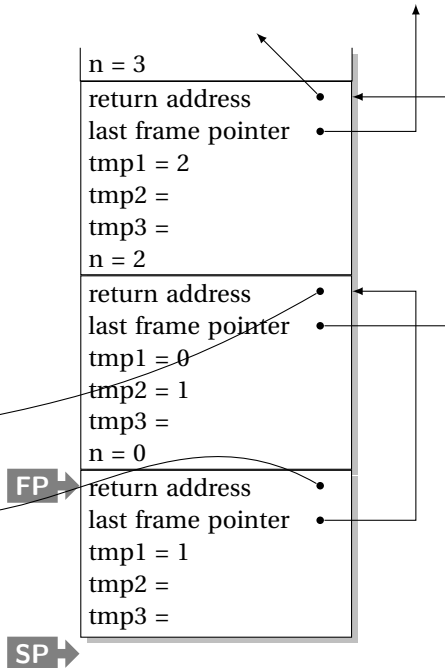 n = 3
return address
last frame pointer
tmp1 = 2
tmp2 =
tmp3 =
n = 2
return address
last frame pointer
tmp1 = 0
tmp2 = 1
tmp3 =
n = 0
FP
return address
last frame pointer
tmp1 = 1
tmp2 =
tmp3 =
SP